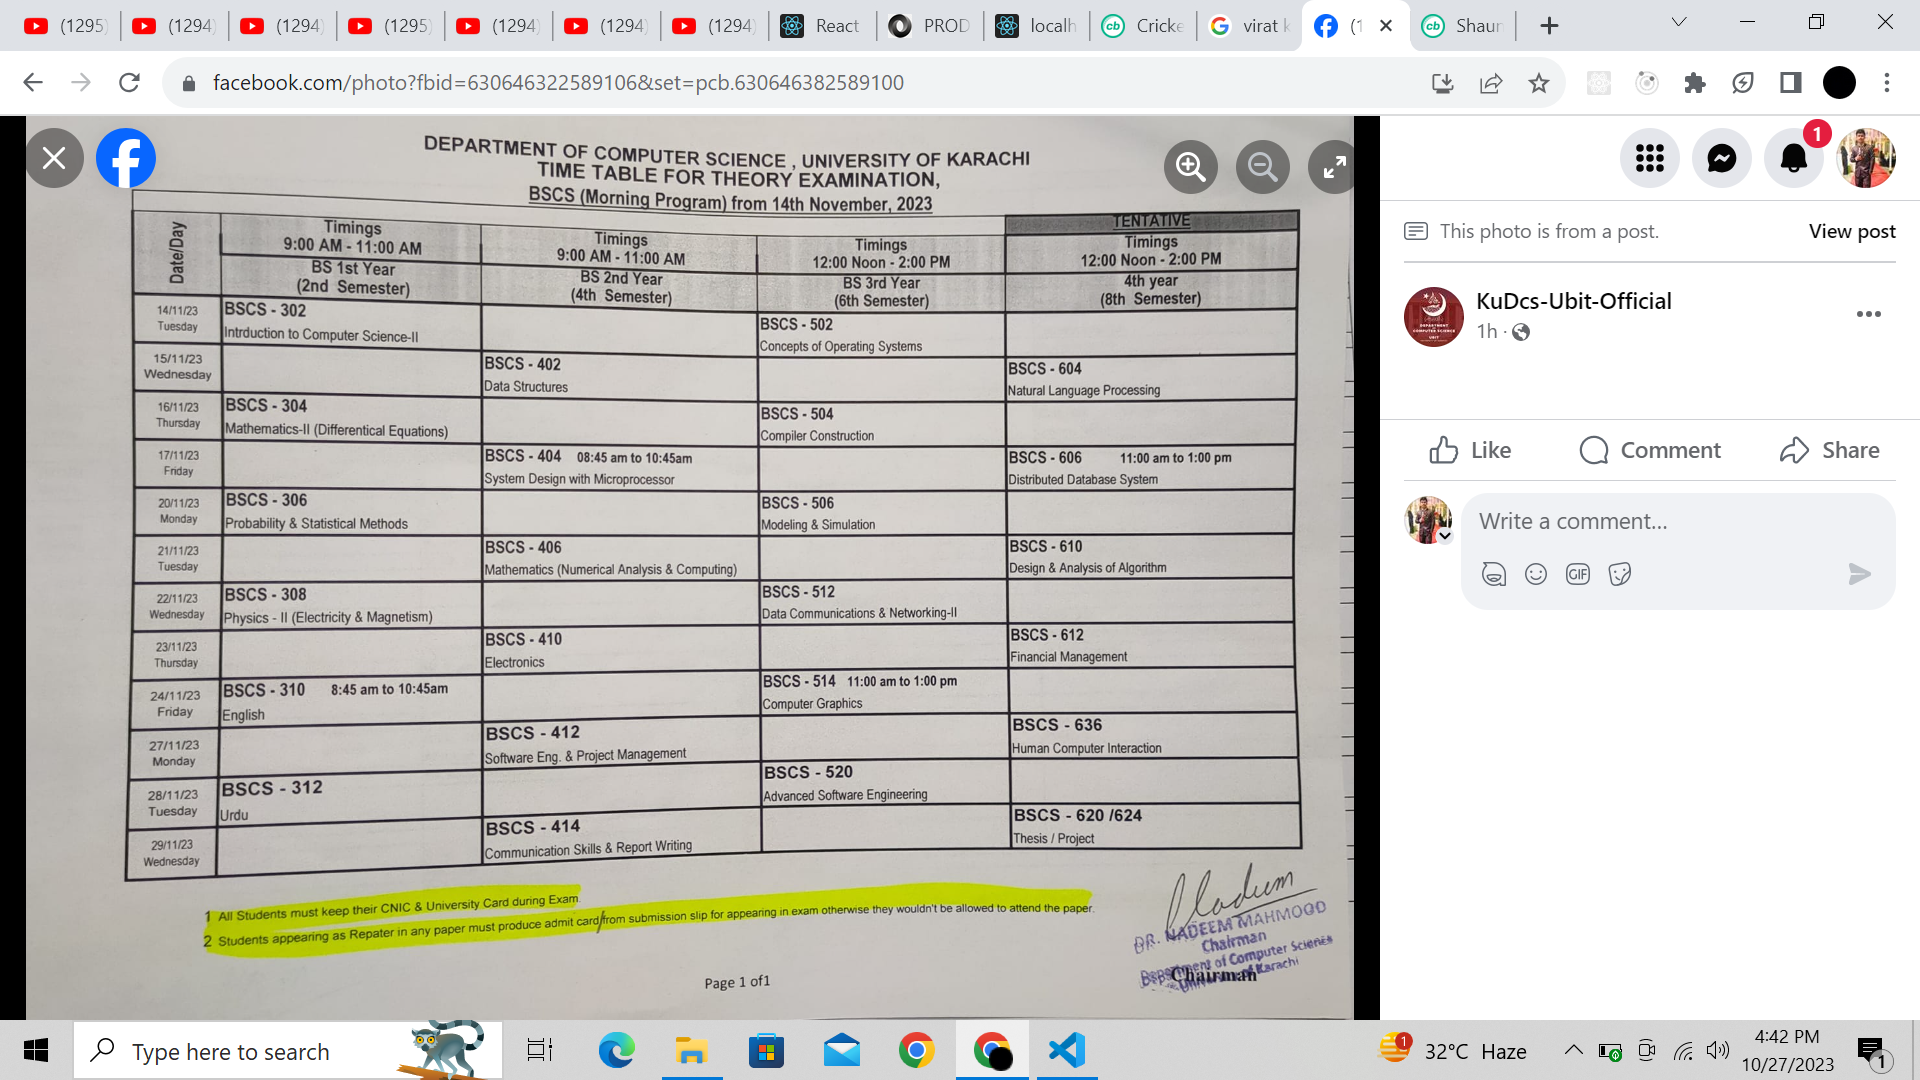 (1295)
(1294)
(1294)
(1295)
(1294)
(1294)
(1294)
React
PROD
localh
Cricke
virat k
(1
Shaun
facebook.com/photo?fbid=630646322589106&set=pcb.630646382589100
DEPARTMENT OF COMPUTER SCIENCE , UNIVERSITY OF KARACHI
TIME TABLE FOR THEORY EXAMINATION,
BSCS (Morning Program) from 14th November, 2023
TENTATIVE
Date/Day
Timings
9:00 AM - 11:00 AM
BS 1st Year
(2nd Semester)
Timings
9:00 AM - 11:00 AM
BS 2nd Year
(4th Semester)
Timings
12:00 Noon - 2:00 PM
BS 3rd Year
(6th Semester)
Timings
12:00 Noon - 2:00 PM
4th year
(8th Semester)
14/11/23
Tuesday
BSCS - 302
Intrduction to Computer Science-II
BSCS - 502
Concepts of Operating Systems
15/11/23
Wednesday
BSCS - 402
Data Structures
BSCS - 604
Natural Language Processing
16/11/23
Thursday
BSCS - 304
Mathematics-II (Differentical Equations)
BSCS - 504
Compiler Construction
17/11/23
Friday
BSCS - 404 08:45 am to 10:45am
System Design with Microprocessor
BSCS - 606 11:00 am to 1:00 pm
Distributed Database System
20/11/23
Monday
BSCS - 306
Probability & Statistical Methods
BSCS - 506
Modeling & Simulation
21/11/23
Tuesday
BSCS - 406
Mathematics (Numerical Analysis & Computing)
BSCS - 610
Design & Analysis of Algorithm
22/11/23
Wednesday
BSCS - 308
Physics - II (Electricity & Magnetism)
BSCS - 512
Data Communications & Networking-II
23/11/23
Thursday
BSCS - 410
Electronics
BSCS - 612
Financial Management
24/11/23
Friday
BSCS - 310 8:45 am to 10:45am
English
BSCS - 514 11:00 am to 1:00 pm
Computer Graphics
27/11/23
Monday
BSCS - 412
Software Eng. & Project Management
BSCS - 636
Human Computer Interaction
28/11/23
Tuesday
BSCS - 312
Urdu
BSCS - 520
Advanced Software Engineering
29/11/23
Wednesday
BSCS - 414
Communication Skills & Report Writing
BSCS - 620 /624
Thesis / Project
1 All Students must keep their CNIC & University Card during Exam.
2 Students appearing as Repater in any paper must produce admit card/from submission slip for appearing in exam otherwise they wouldn't be allowed to attend the paper.
Nadeem
DR. NADEEM MAHMOOD
Chairman
Department of Computer Science
University of Karachi
Chairman
Page 1 of1
1
This photo is from a post.
View post
KuDcs-Ubit-Official
1h ·
Like
Comment
Share
Write a comment...
GIF
Type here to search
1
32°C Haze
4:42 PM
10/27/2023
1